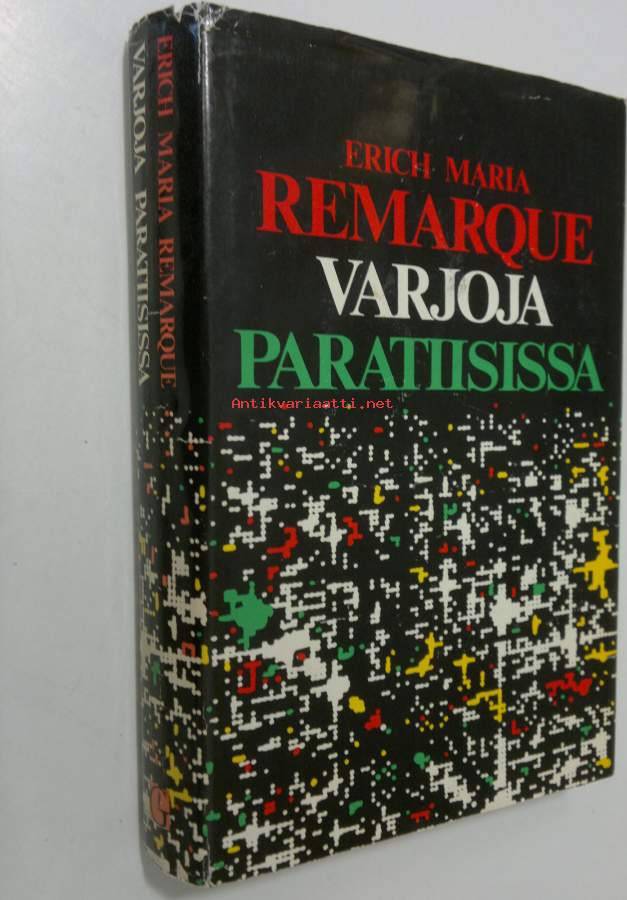 ERICH MARIA
REMARQUE
VARJOJA
PARATIISISSA
Antikvariaatti.net
ERICH MARIA REMARQUE
VARJOJA PARATIISISSA
G